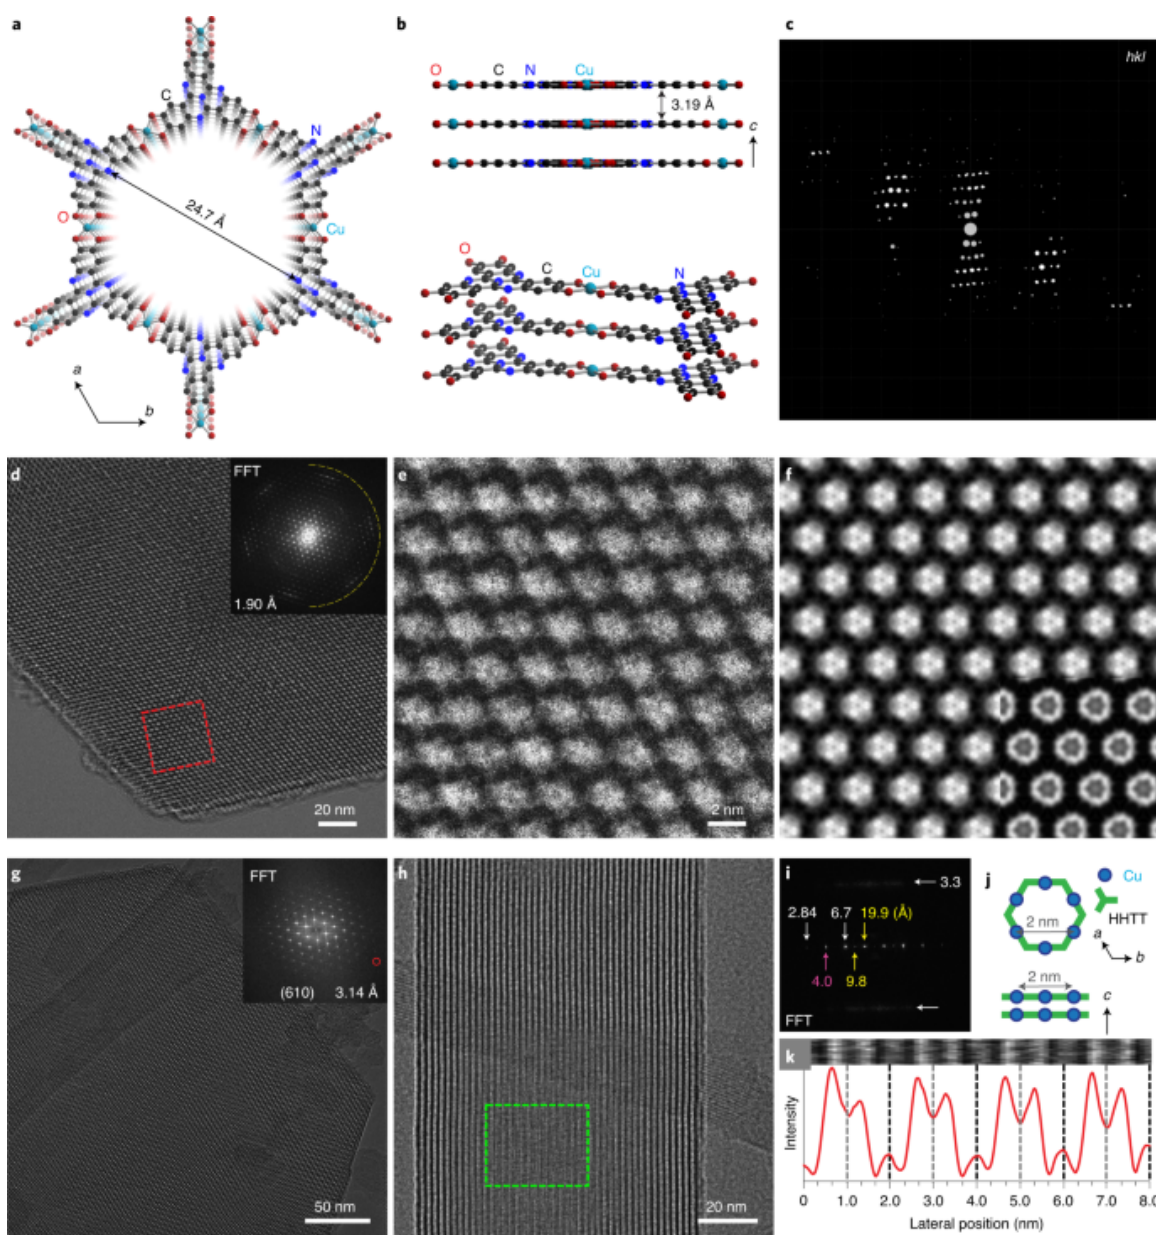 a
C
N
24.7 Å
O
Cu
a
b
b
O
C
N
Cu
3.19 Å
c
O
C
Cu
N
c
hkl
d
FFT
1.90 Å
20 nm
e
2 nm
f
g
FFT
(610)
3.14 Å
50 nm
h
20 nm
i
3.3
2.84
6.7
19.9 (Å)
4.0
9.8
FFT
j
Cu
HHTT
2 nm
a
b
2 nm
c
k
Intensity
0 1.0 2.0 3.0 4.0 5.0 6.0 7.0 8.0
Lateral position (nm)